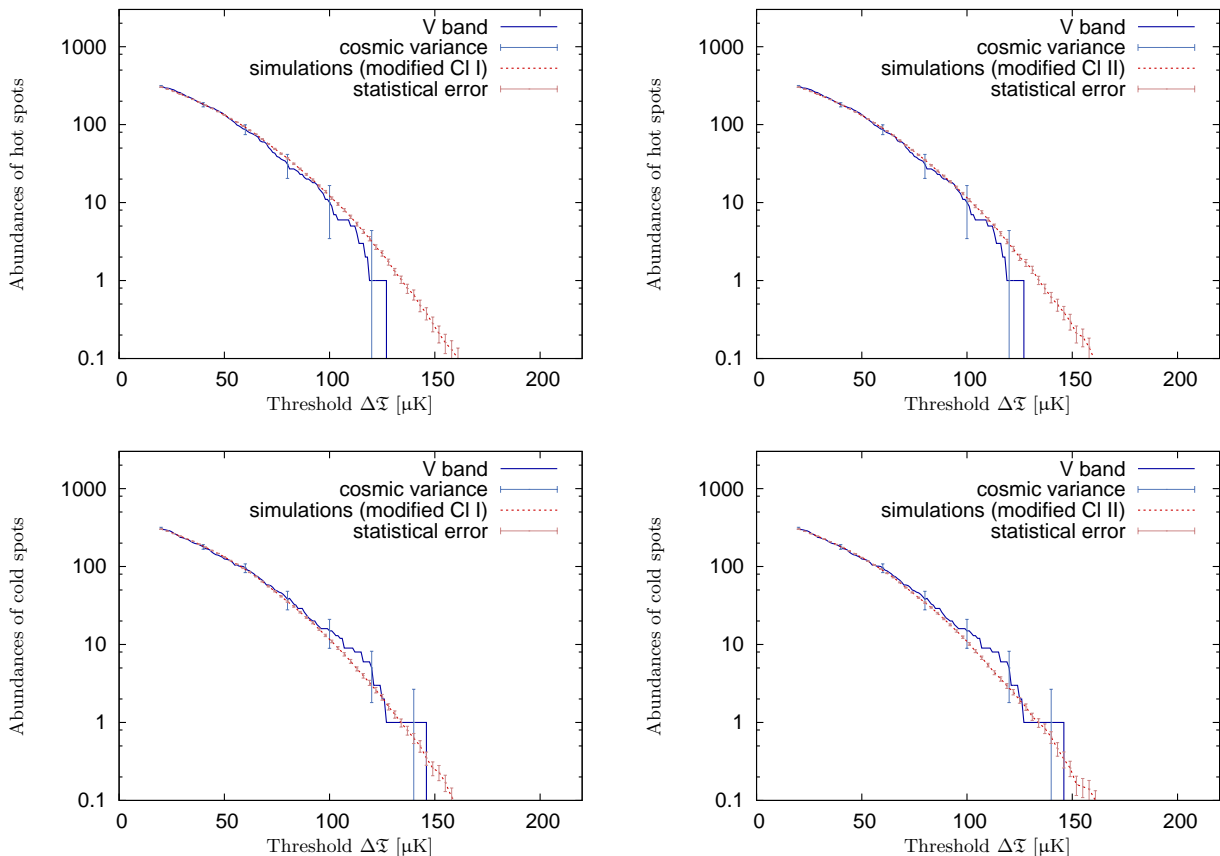 V band
cosmic variance
simulations (modified Cl I)
statistical error
1000
100
10
1
0.1
0
50
100
150
200
Abundances of hot spots
Threshold Δ𝔗 [μK]
V band
cosmic variance
simulations (modified Cl II)
statistical error
1000
100
10
1
0.1
0
50
100
150
200
Abundances of hot spots
Threshold Δ𝔗 [μK]
V band
cosmic variance
simulations (modified Cl I)
statistical error
1000
100
10
1
0.1
0
50
100
150
200
Abundances of cold spots
Threshold Δ𝔗 [μK]
V band
cosmic variance
simulations (modified Cl II)
statistical error
1000
100
10
1
0.1
0
50
100
150
200
Abundances of cold spots
Threshold Δ𝔗 [μK]